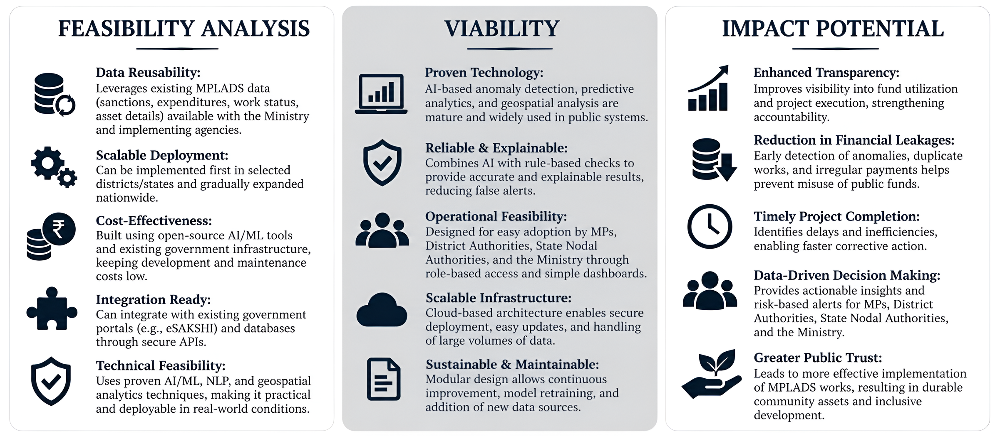 FEASIBILITY ANALYSIS
Data Reusability:
Leverages existing MPLADS data
(sanctions, expenditures, work status,
asset details) available with the Ministry
and implementing agencies.
Scalable Deployment:
Can be implemented first in selected
districts/states and gradually expanded
nationwide.
₹
Cost-Effectiveness:
Built using open-source AI/ML tools
and existing government infrastructure,
keeping development and maintenance
costs low.
Integration Ready:
Can integrate with existing government
portals (e.g., eSAKSHI) and databases
through secure APIs.
Technical Feasibility:
Uses proven AI/ML, NLP, and geospatial
analytics techniques, making it practical
and deployable in real-world conditions.
VIABILITY
Proven Technology:
AI-based anomaly detection, predictive
analytics, and geospatial analysis are
mature and widely used in public systems.
Reliable & Explainable:
Combines AI with rule-based checks to
provide accurate and explainable results,
reducing false alerts.
Operational Feasibility:
Designed for easy adoption by MPs,
District Authorities, State Nodal
Authorities, and the Ministry through
role-based access and simple dashboards.
Scalable Infrastructure:
Cloud-based architecture enables secure
deployment, easy updates, and handling
of large volumes of data.
Sustainable & Maintainable:
Modular design allows continuous
improvement, model retraining, and
addition of new data sources.
IMPACT POTENTIAL
Enhanced Transparency:
Improves visibility into fund utilization
and project execution, strengthening
accountability.
Reduction in Financial Leakages:
Early detection of anomalies, duplicate
works, and irregular payments helps
prevent misuse of public funds.
Timely Project Completion:
Identifies delays and inefficiencies,
enabling faster corrective action.
Data-Driven Decision Making:
Provides actionable insights and
risk-based alerts for MPs, District
Authorities, State Nodal Authorities,
and the Ministry.
Greater Public Trust:
Leads to more effective implementation
of MPLADS works, resulting in durable
community assets and inclusive
development.